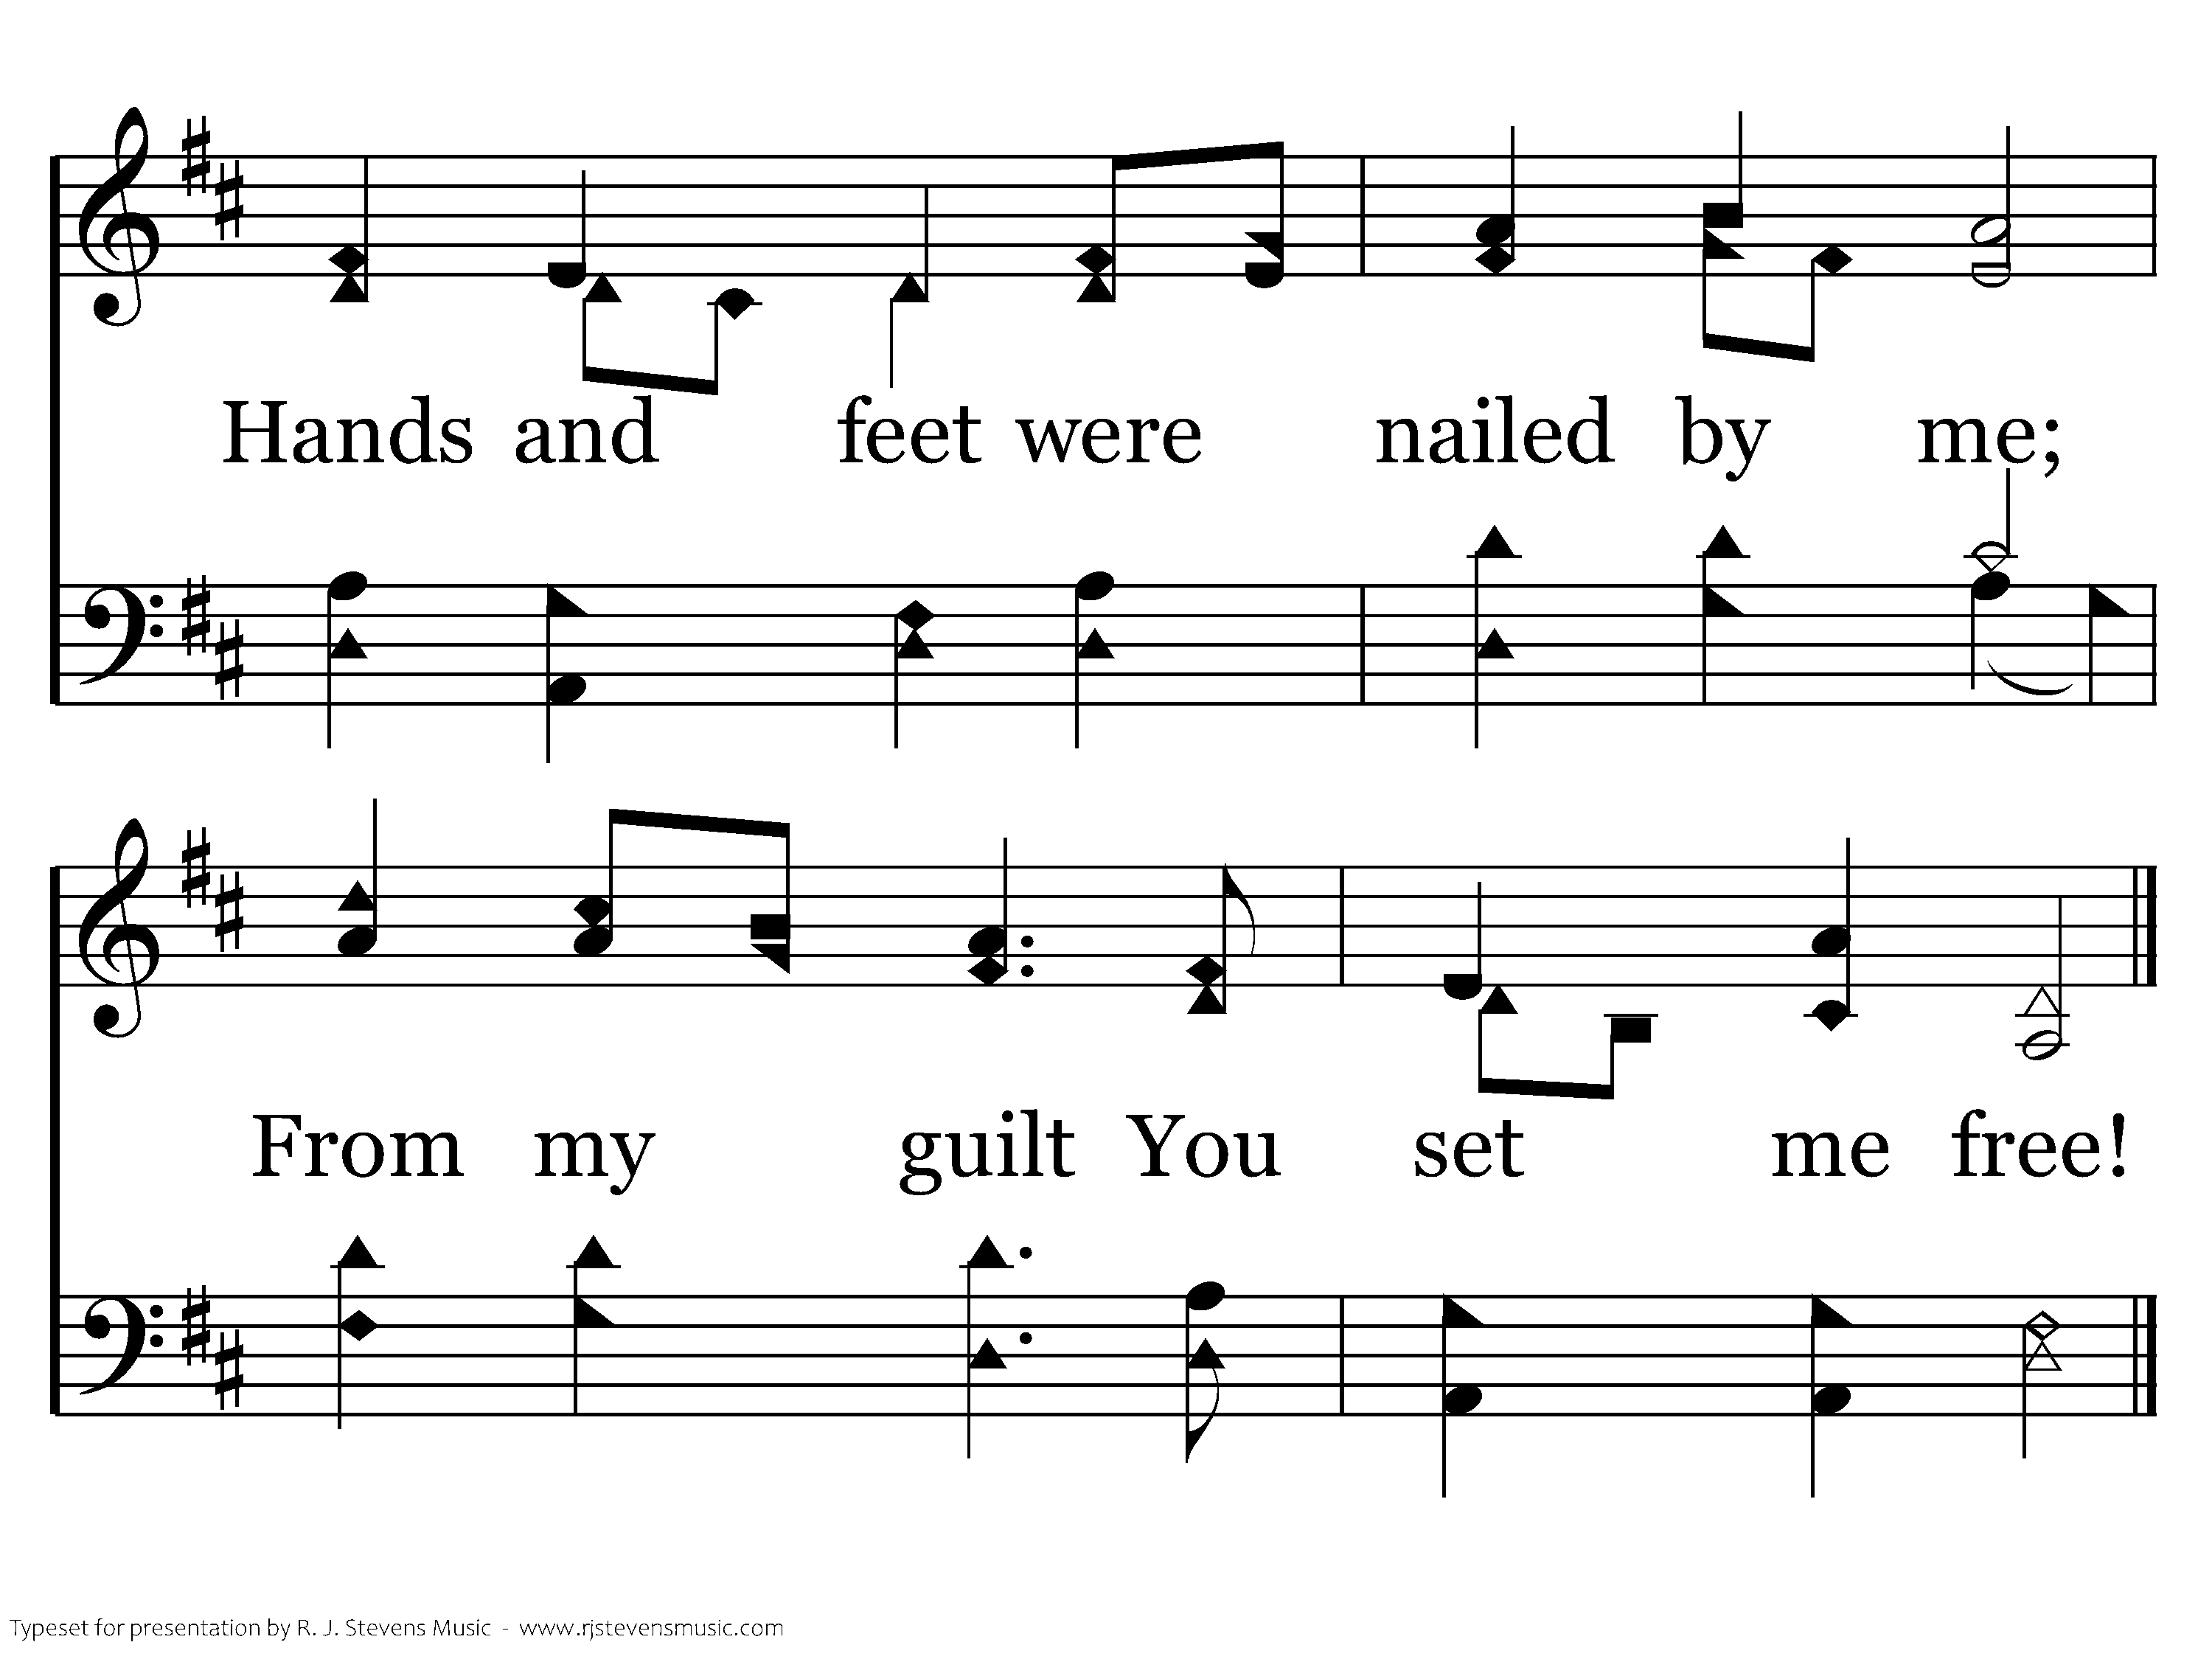 Hands and feet were nailed by me;
From my guilt You set me free!
Typeset for presentation by R. J. Stevens Music - www.rjstevensmusic.com